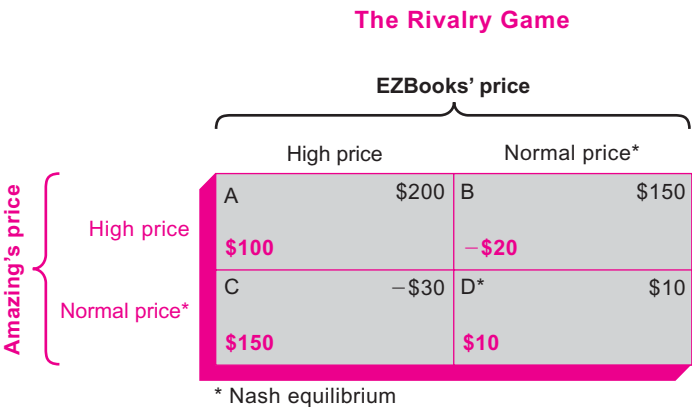 The Rivalry Game
EZBooks’ price
High price Normal price*
Amazing’s price
High price
A $200 B $150
$100 −$20
Normal price*
C −$30 D* $10
$150 $10
* Nash equilibrium